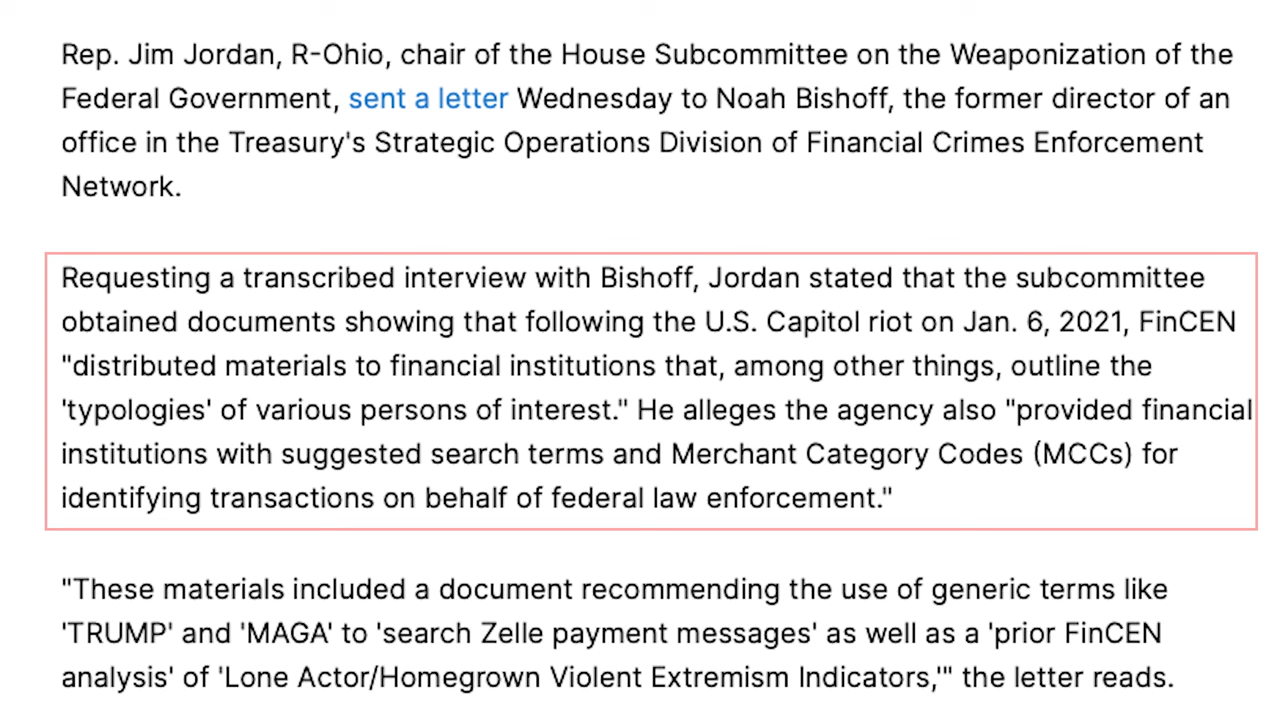 Rep. Jim Jordan, R-Ohio, chair of the House Subcommittee on the Weaponization of the
Federal Government, sent a letter Wednesday to Noah Bishoff, the former director of an
office in the Treasury's Strategic Operations Division of Financial Crimes Enforcement
Network.
Requesting a transcribed interview with Bishoff, Jordan stated that the subcommittee
obtained documents showing that following the U.S. Capitol riot on Jan. 6, 2021, FinCEN
"distributed materials to financial institutions that, among other things, outline the
'typologies' of various persons of interest." He alleges the agency also "provided financial
institutions with suggested search terms and Merchant Category Codes (MCCs) for
identifying transactions on behalf of federal law enforcement."
"These materials included a document recommending the use of generic terms like
'TRUMP' and 'MAGA' to 'search Zelle payment messages' as well as a 'prior FinCEN
analysis' of 'Lone Actor/Homegrown Violent Extremism Indicators,'" the letter reads.